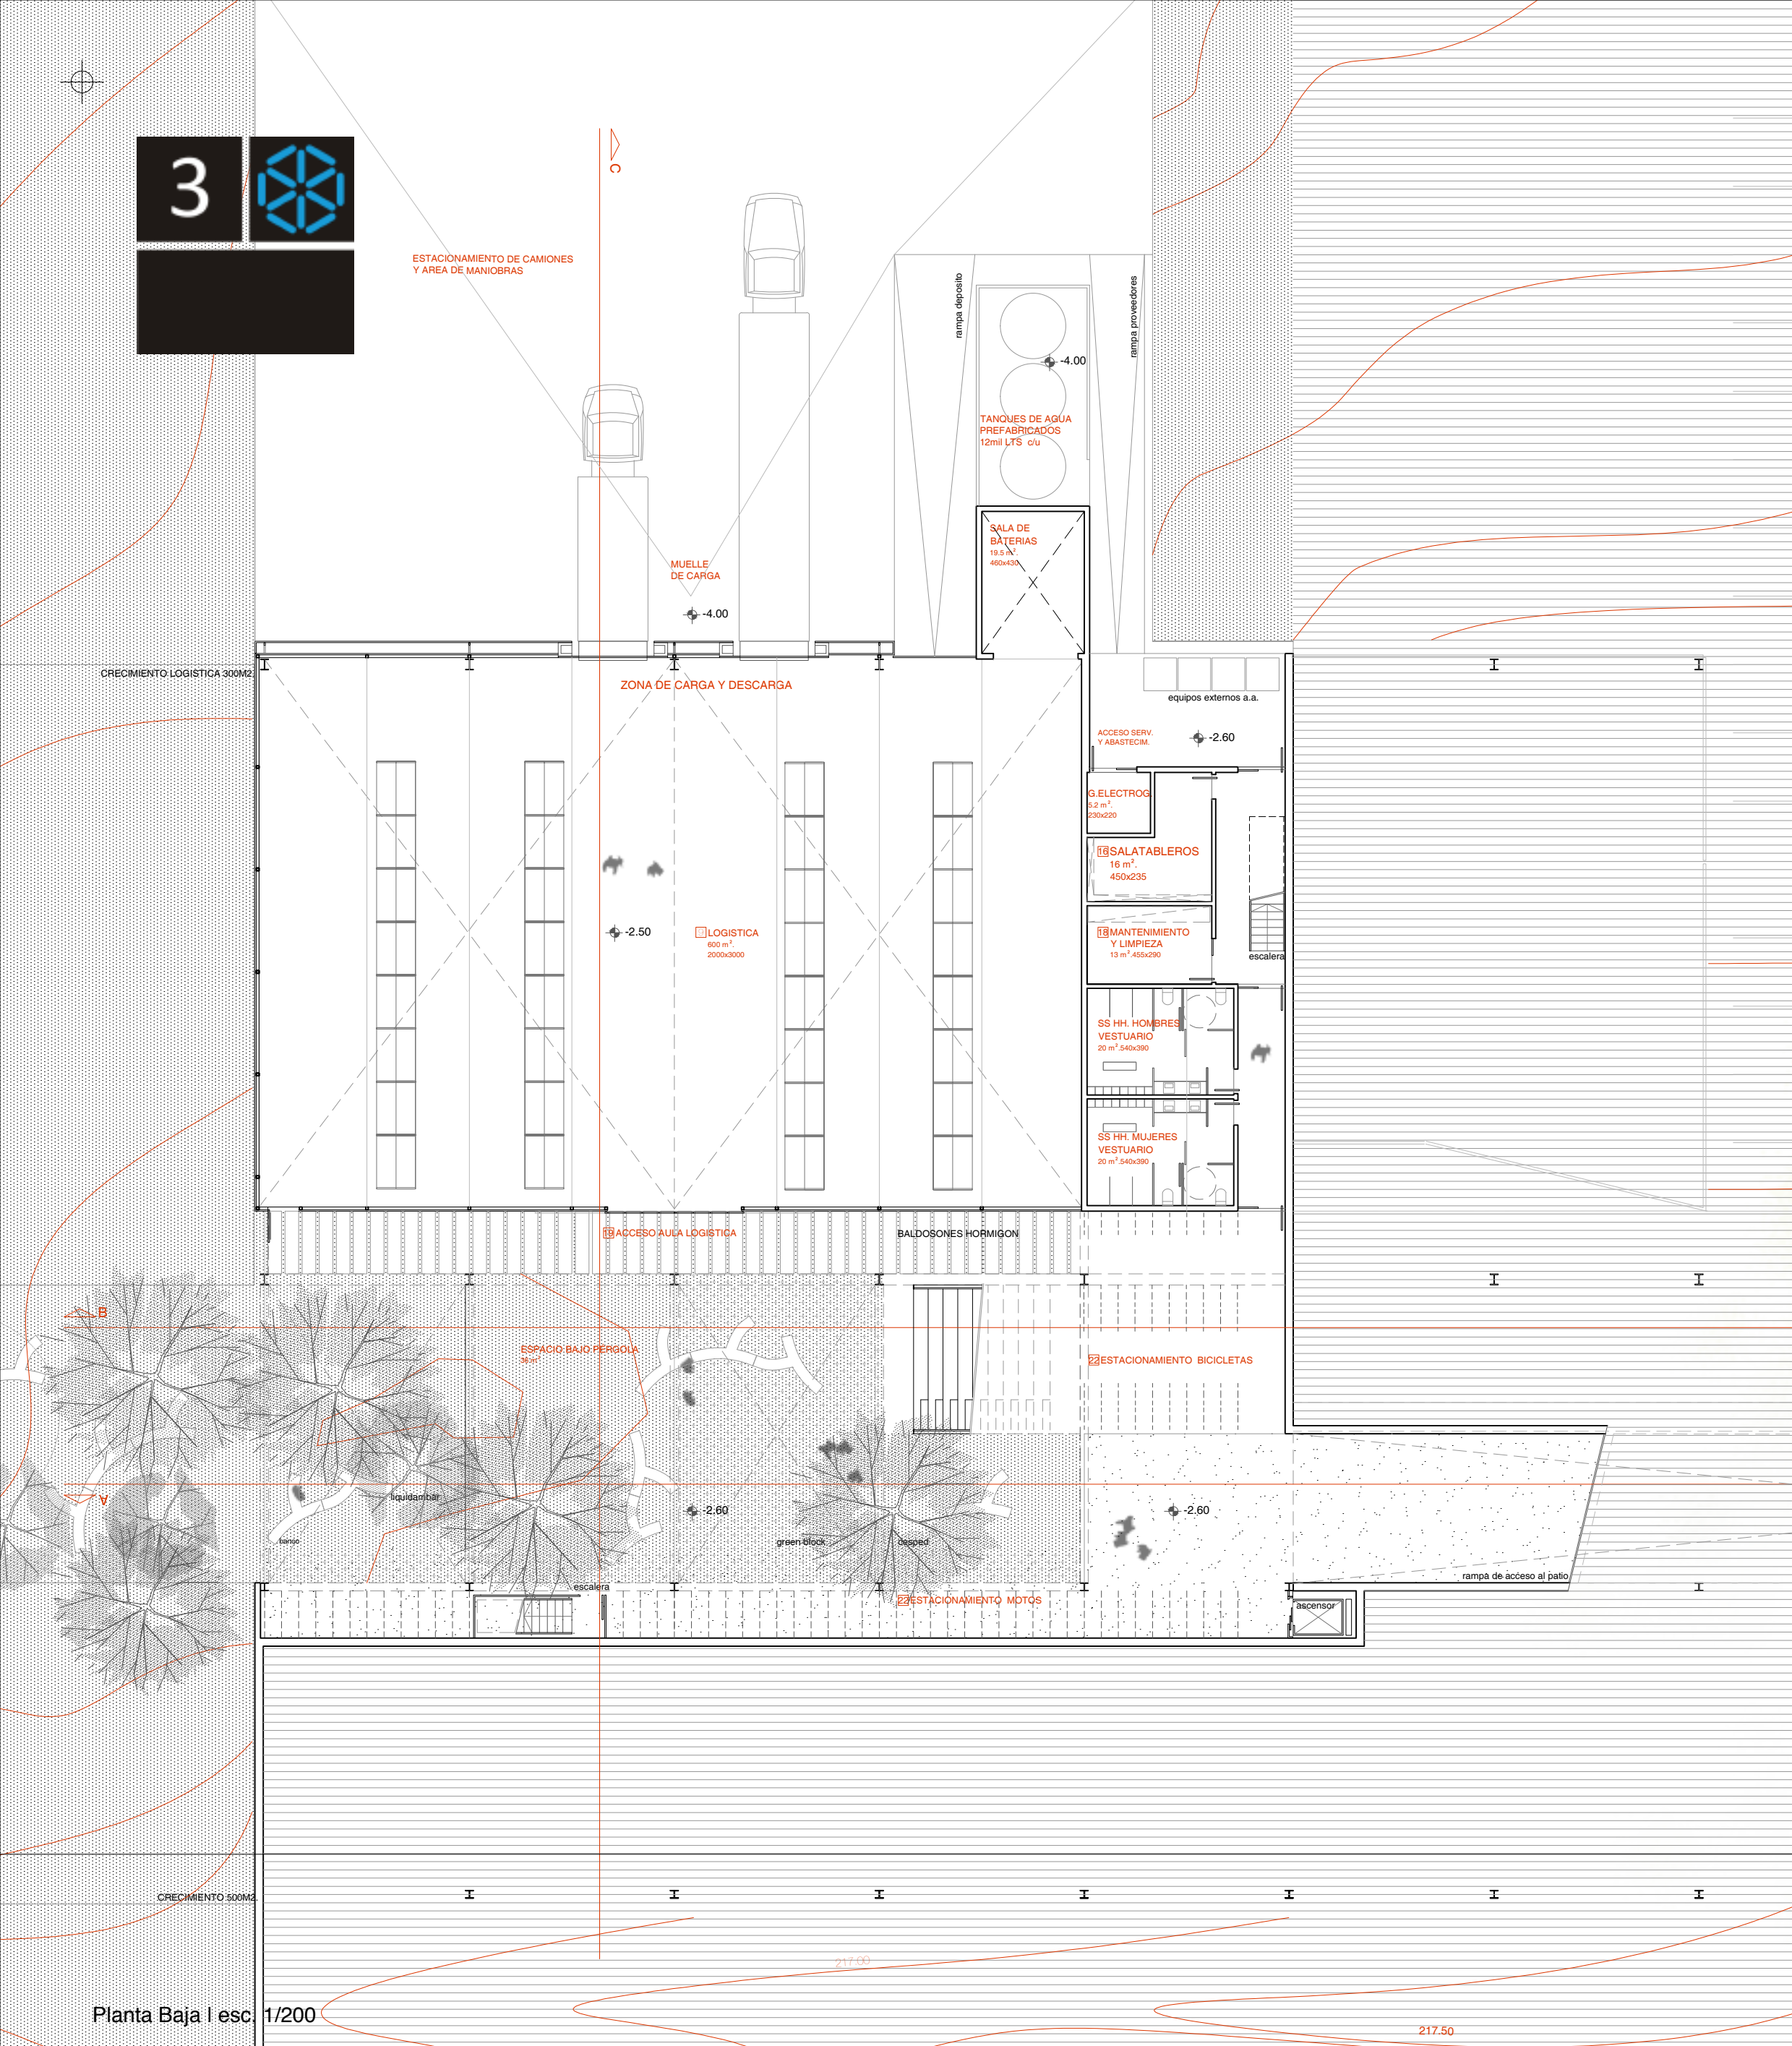 3
C
ESTACIONAMIENTO DE CAMIONES
Y AREA DE MANIOBRAS
rampa deposito
rampa proveedores
-4.00
TANQUES DE AGUA
PREFABRICADOS
12mil LTS c/u
SALA DE
BATERIAS
19.5 m².
460x430
MUELLE
DE CARGA
-4.00
CRECIMIENTO LOGISTICA 300M2.
ZONA DE CARGA Y DESCARGA
equipos externos a.a.
ACCESO SERV.
Y ABASTECIM.
-2.60
G.ELECTROG.
5.2 m².
230x220
16 SALATABLEROS
16 m².
450x235
-2.50
LOGISTICA
600 m².
2000x3000
18 MANTENIMIENTO
Y LIMPIEZA
13 m².455x290
escalera
SS HH. HOMBRES
VESTUARIO
20 m².540x390
SS HH. MUJERES
VESTUARIO
20 m².540x390
19 ACCESO AULA LOGISTICA
BALDOSONES HORMIGON
B
ESPACIO BAJO PERGOLA
36 m²
22 ESTACIONAMIENTO BICICLETAS
A
liquidambar
-2.60
-2.60
banco
green block
cesped
rampa de acceso al patio
escalera
22 ESTACIONAMIENTO MOTOS
ascensor
CRECIMIENTO 500M2.
217.00
Planta Baja l esc. 1/200
217.50